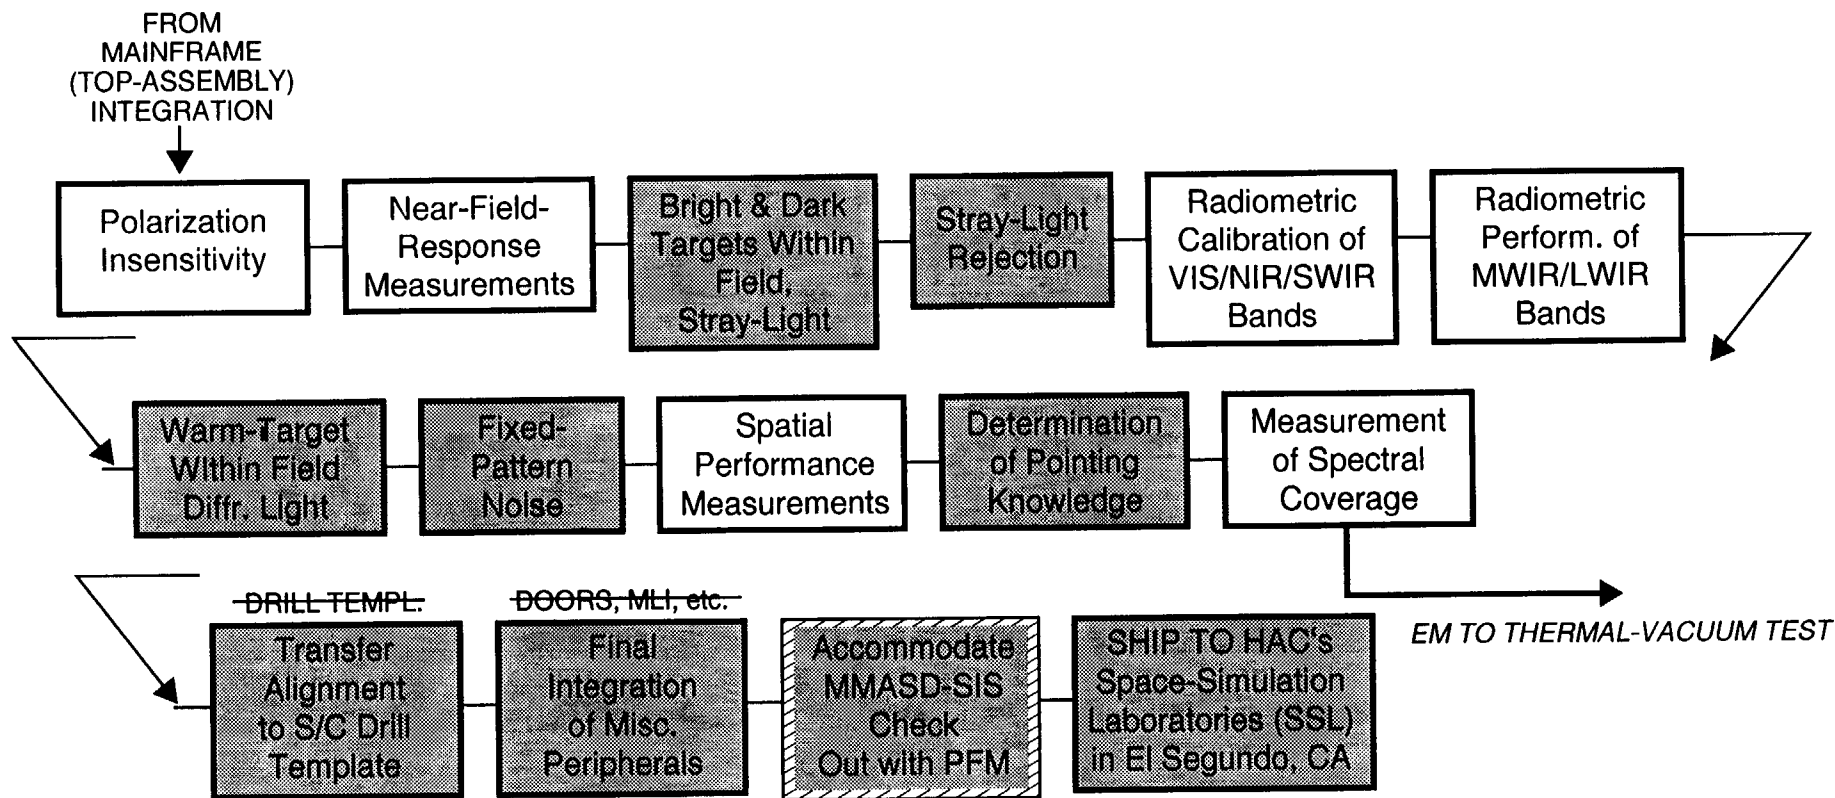 FROM
MAINFRAME
(TOP-ASSEMBLY)
INTEGRATION
Polarization
Insensitivity
Near-Field-
Response
Measurements
Bright & Dark
Targets Within
Field,
Stray-Light
Stray-Light
Rejection
Radiometric
Calibration of
VIS/NIR/SWIR
Bands
Radiometric
Perform. of
MWIR/LWIR
Bands
Warm-Target
WIthin Field
Diffr. Light
Fixed-
Pattern
Noise
Spatial
Performance
Measurements
Determination
of Pointing
Knowledge
Measurement
of Spectral
Coverage
EM TO THERMAL-VACUUM TEST
DRILL TEMPL.
Transfer
Alignment
to S/C Drill
Template
DOORS, MLI, etc.
Final
Integration
of Misc.
Peripherals
Accommodate
MMASD-SIS
Check
Out with PFM
SHIP TO HAC's
Space-Simulation
Laboratories (SSL)
in El Segundo, CA